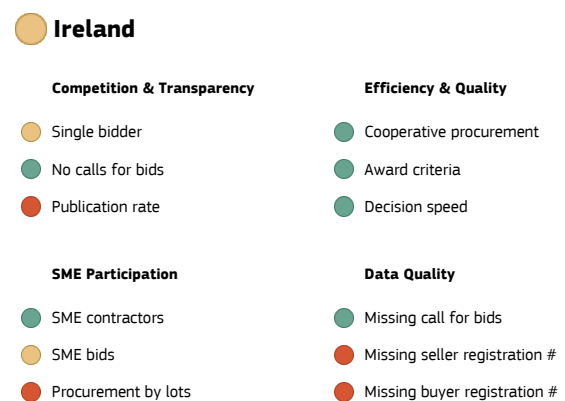 Ireland
Competition & Transparency
Single bidder
No calls for bids
Publication rate
Efficiency & Quality
Cooperative procurement
Award criteria
Decision speed
SME Participation
SME contractors
SME bids
Procurement by lots
Data Quality
Missing call for bids
Missing seller registration #
Missing buyer registration #